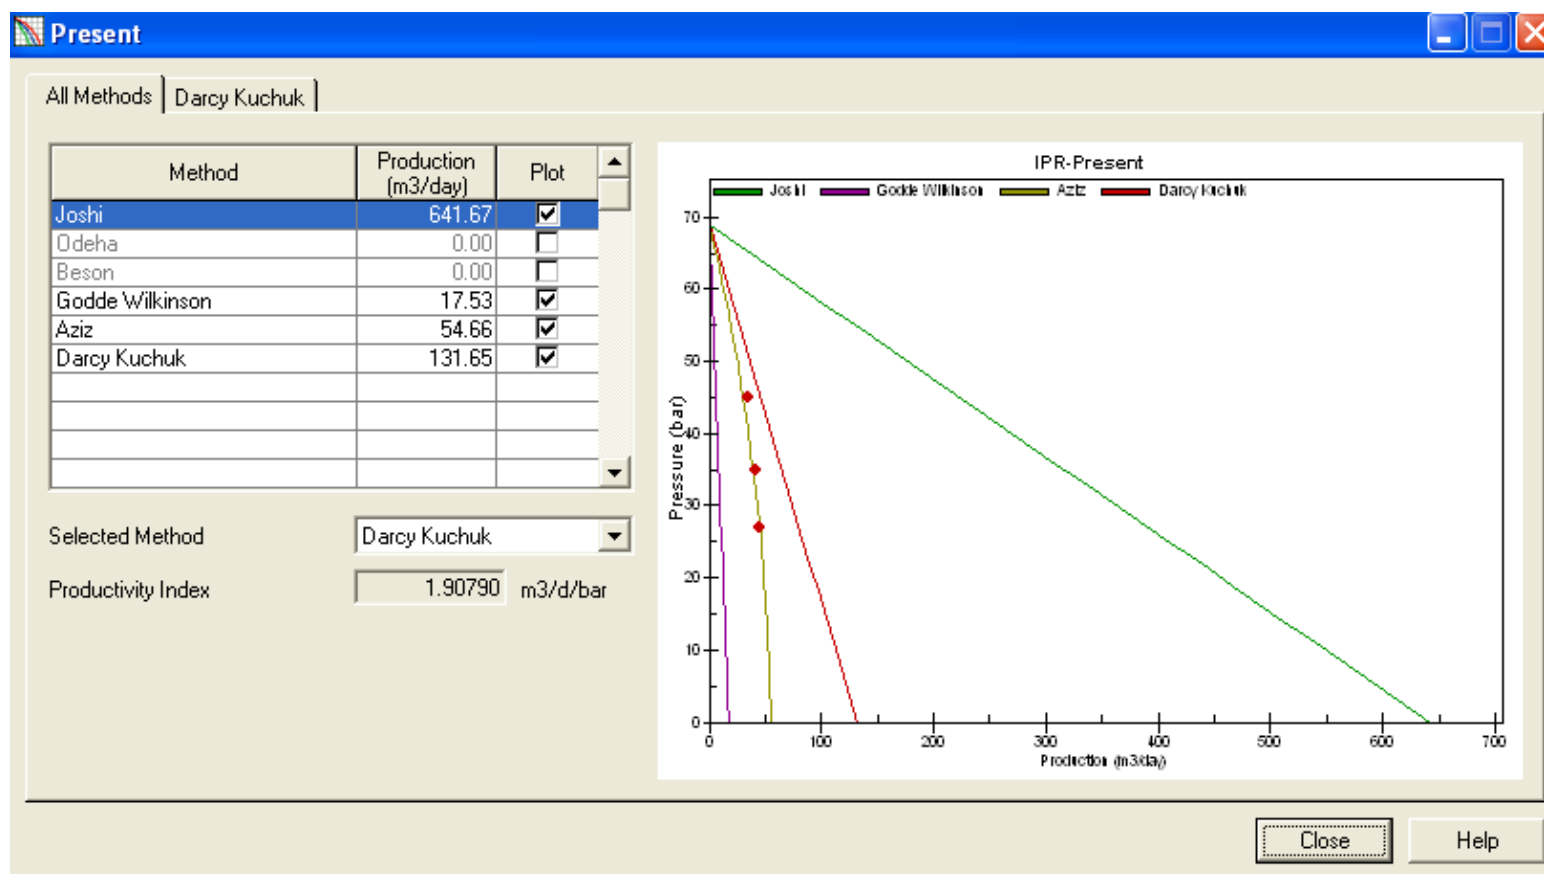 Present
All Methods Darcy Kuchuk
Method Production (m3/day) Plot
Joshi 641.67
Odeha 0.00
Beson 0.00
Godde Wilkinson 17.53
Aziz 54.66
Darcy Kuchuk 131.65
Selected Method Darcy Kuchuk
Productivity Index 1.90790 m3/d/bar
IPR-Present
Joshi Godde Wilkinson Aziz Darcy Kuchuk
70
60
50
40
30
20
10
0
Pressure (bar)
0 100 200 300 400 500 600 700
Production (m3/day)
Close Help